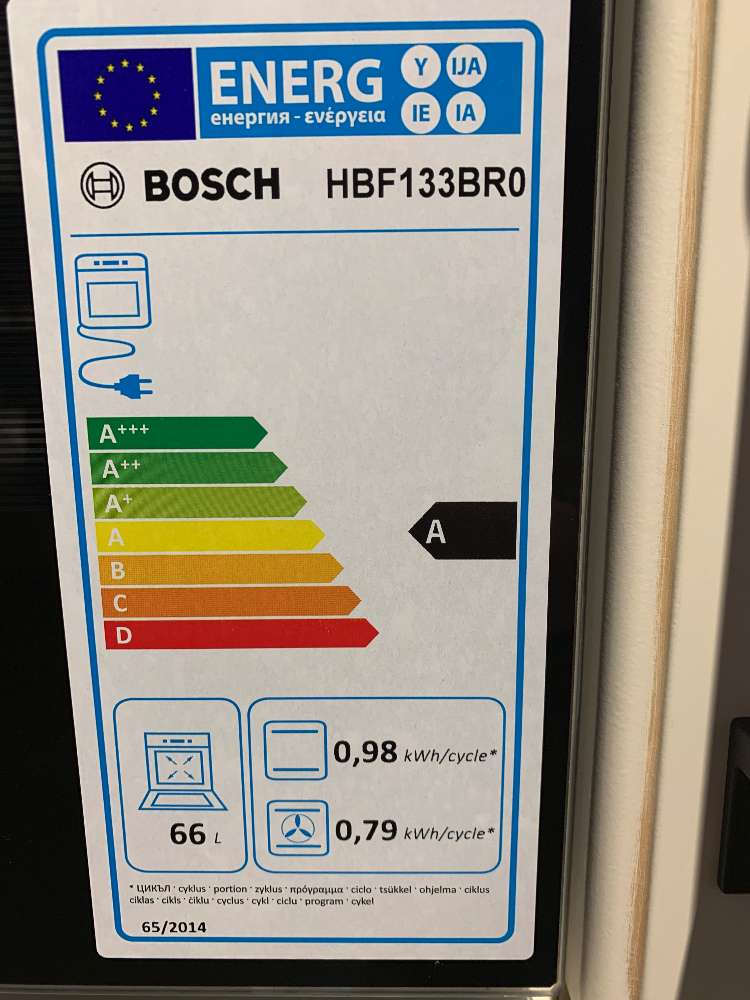 ENERG Y IJA
енергия - ενέργεια IE IA
BOSCH HBF133BR0
A+++
A++
A+
A
A
B
C
D
0,98 kWh/cycle*
66 L
0,79 kWh/cycle*
* ЦИКЪЛ · cyklus · portion · zyklus · πρόγραμμα · ciclo · tsükkel · ohjelma · ciklus
ciklas · cikls · ċiklu · cyclus · cykl · ciclu · program · cykel
65/2014